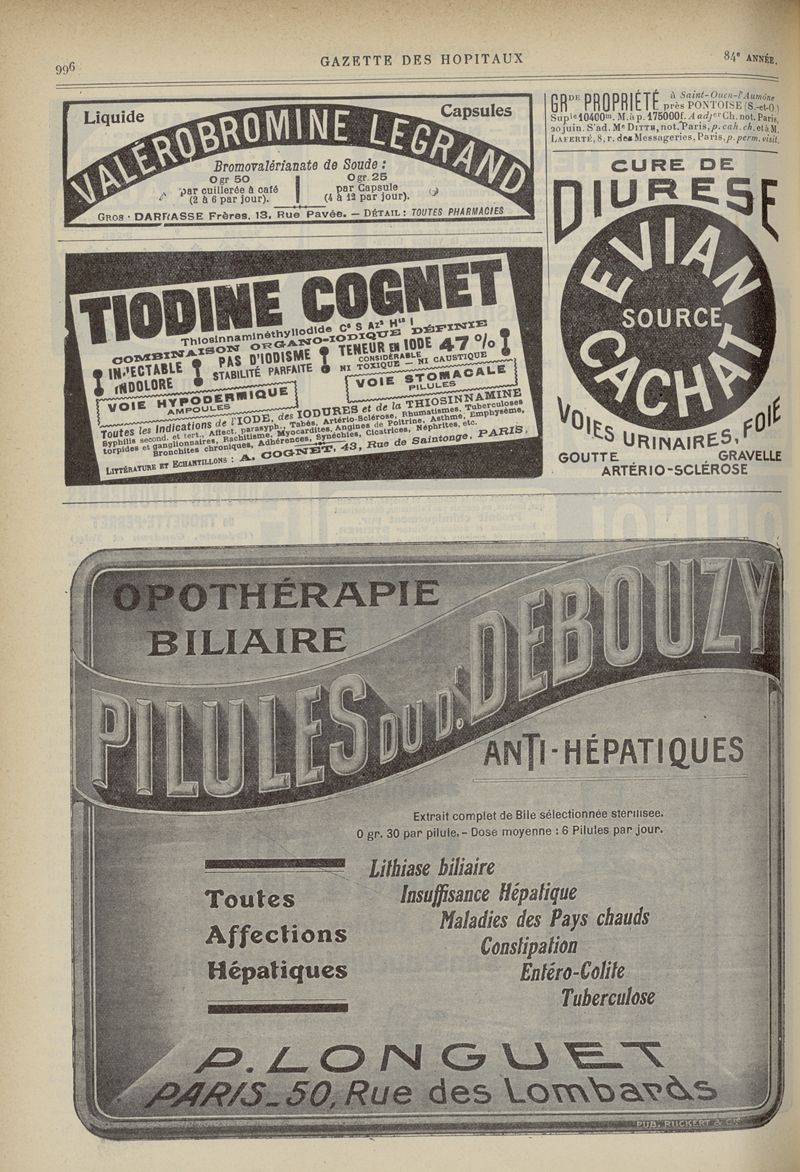 996
GAZETTE DES HOPITAUX
84e ANNÉE.
Liquide
Capsules
VALÉROBROMINE LEGRAND
Bromovalérianate de Soude :
0 gr 50
par cuillerée à café
(2 à 6 par jour).
0 gr. 25
par Capsule
(4 à 12 par jour).
GROS : DARRASSE Frères, 13, Rue Pavée. — DÉTAIL : TOUTES PHARMACIES
GRDE PROPRIÉTÉ à Saint-Ouen-l'Aumône
près PONTOISE (S.-et-O.)
Supie 10400m. M. à p. 175000f. A adjer Ch. not. Paris,
20 juin. S'ad. Me DITTE, not. Paris, p. cah. ch. et à M.
LAFERTÉ, 8, r. des Messageries, Paris, p. perm. visit.
CURE DE
DIURESE
EVIAN
SOURCE
CACHAT
VOIES URINAIRES, FOIE
GOUTTE GRAVELLE
ARTÉRIO-SCLÉROSE
TIODINE COGNET
Thiosinnaminéthyliodide
COMBINAISON ORGANO-IODIQUE DÉFINIE
INJECTABLE
INDOLORE
PAS D'IODISME
STABILITÉ PARFAITE
TENEUR EN IODE 47 %
CONSIDÉRABLE
NI TOXIQUE — NI CAUSTIQUE
VOIE HYPODERMIQUE
AMPOULES
VOIE STOMACALE
PILULES
Toutes les Indications de l'IODE, des IODURES et de la THIOSINNAMINE
Syphilis second. et tert., Affect. parasyph., Tabès, Artério-Sclérose, Rhumatismes, Tuberculoses
torpides et ganglionnaires, Rachitisme, Myocardites, Angines de Poitrine, Asthme, Emphysème,
Bronchites chroniques, Adhérences, Synéchies, Cicatrices, Néphrites, etc.
LITTÉRATURE ET ECHANTILLONS : A. COGNET, 43, Rue de Saintonge, PARIS.
OPOTHÉRAPIE
BILIAIRE
PILULES DU Dr. DEBOUZY
ANTI-HÉPATIQUES
Extrait complet de Bile sélectionnée stérilisée.
0 gr. 30 par pilule. - Dose moyenne : 6 Pilules par jour.
Toutes
Affections
Hépatiques
Lithiase biliaire
Insuffisance Hépatique
Maladies des Pays chauds
Constipation
Entéro-Colite
Tuberculose
P. LONGUET
PARIS_50, Rue des Lombards
PUB. RUCKERT & Cie